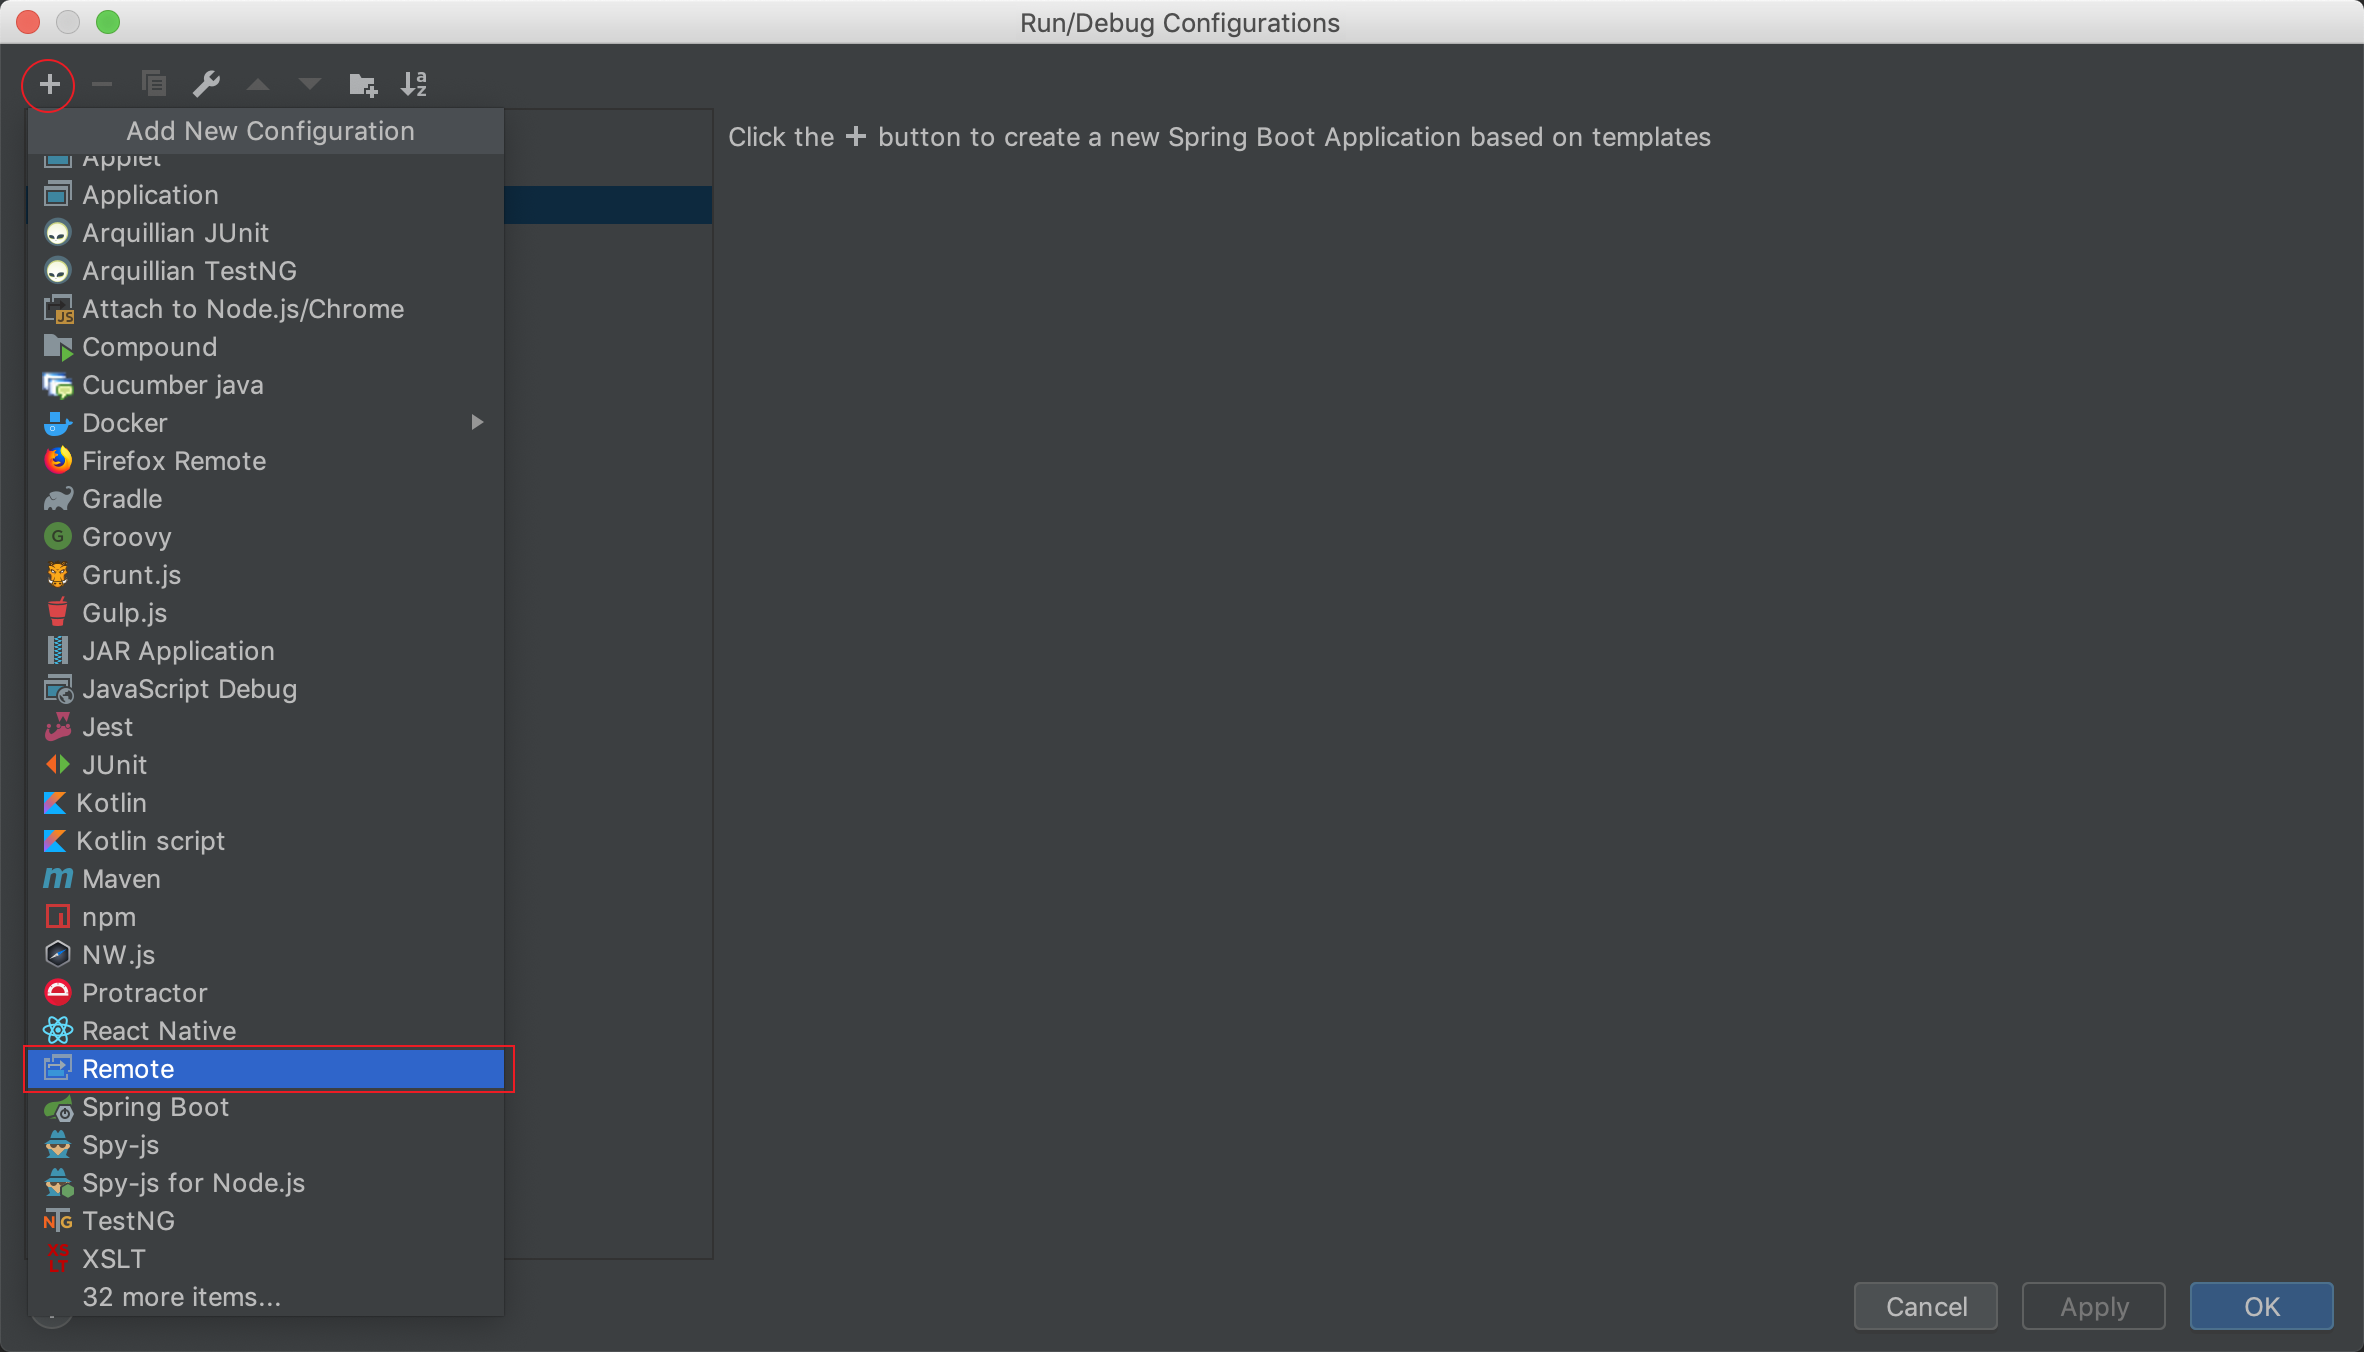 Run/Debug Configurations
Add New Configuration
Click the + button to create a new Spring Boot Application based on templates
Applet
Application
Arquillian JUnit
Arquillian TestNG
Attach to Node.js/Chrome
Compound
Cucumber java
Docker
Firefox Remote
Gradle
Groovy
Grunt.js
Gulp.js
JAR Application
JavaScript Debug
Jest
JUnit
Kotlin
Kotlin script
Maven
npm
NW.js
Protractor
React Native
Remote
Spring Boot
Spy-js
Spy-js for Node.js
TestNG
XSLT
32 more items...
Cancel
Apply
OK